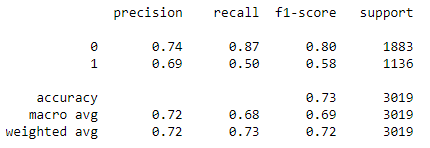 precision recall f1-score support
0 0.74 0.87 0.80 1883
1 0.69 0.50 0.58 1136
accuracy 0.73 3019
macro avg 0.72 0.68 0.69 3019
weighted avg 0.72 0.73 0.72 3019